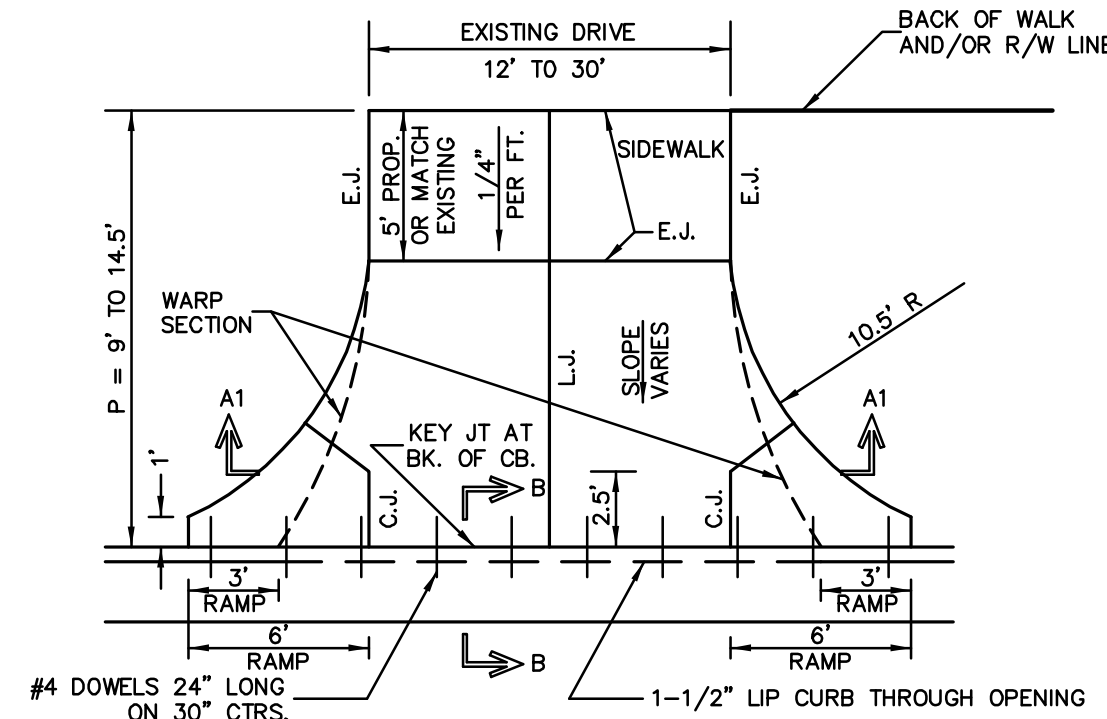 BACK OF WALK
AND/OR R/W LINE
EXISTING DRIVE
12' TO 30'
E.J.
5' PROP.
OR MATCH
EXISTING
1/4"
PER FT.
SIDEWALK
E.J.
E.J.
P = 9' TO 14.5'
WARP
SECTION
10.5' R
L.J.
SLOPE
VARIES
A1
A1
KEY JT AT
BK. OF CB.
1'
C.J.
B
2.5'
C.J.
3'
RAMP
3'
RAMP
6'
RAMP
6'
RAMP
B
#4 DOWELS 24" LONG
ON 30" CTRS.
1-1/2" LIP CURB THROUGH OPENING